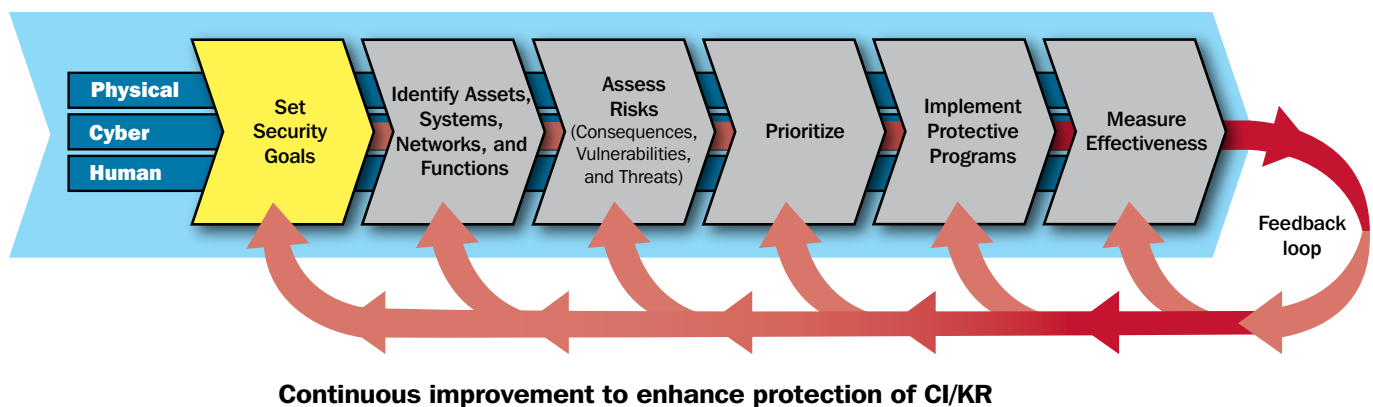 Physical
Cyber
Human
Set
Security
Goals
Identify Assets,
Systems,
Networks, and
Functions
Assess
Risks
(Consequences,
Vulnerabilities,
and Threats)
Prioritize
Implement
Protective
Programs
Measure
Effectiveness
Feedback
loop
Continuous improvement to enhance protection of CI/KR